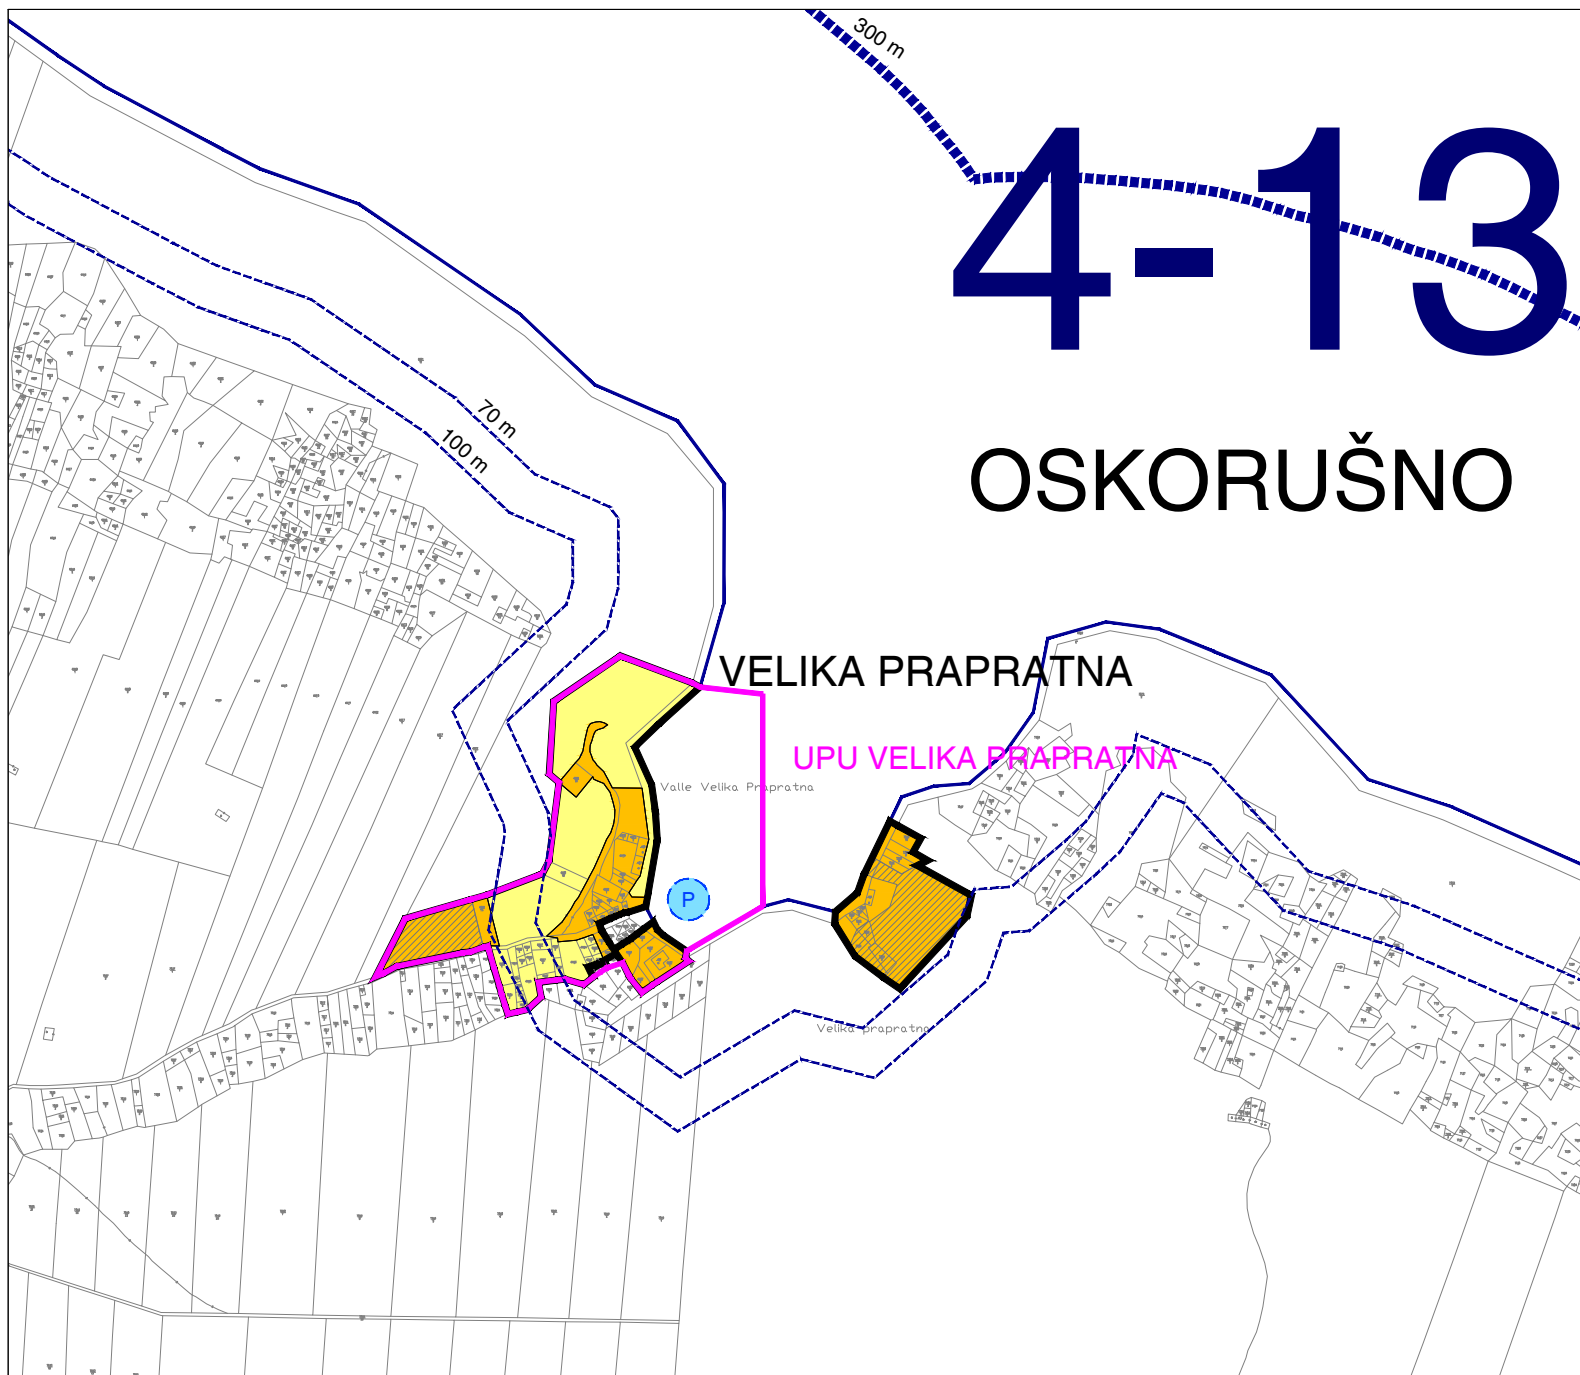 300 m
4-13
70 m
100 m
OSKORUŠNO
VELIKA PRAPRATNA
UPU VELIKA PRAPRATNA
Valle Velika Prapratna
P
Velika prapratna